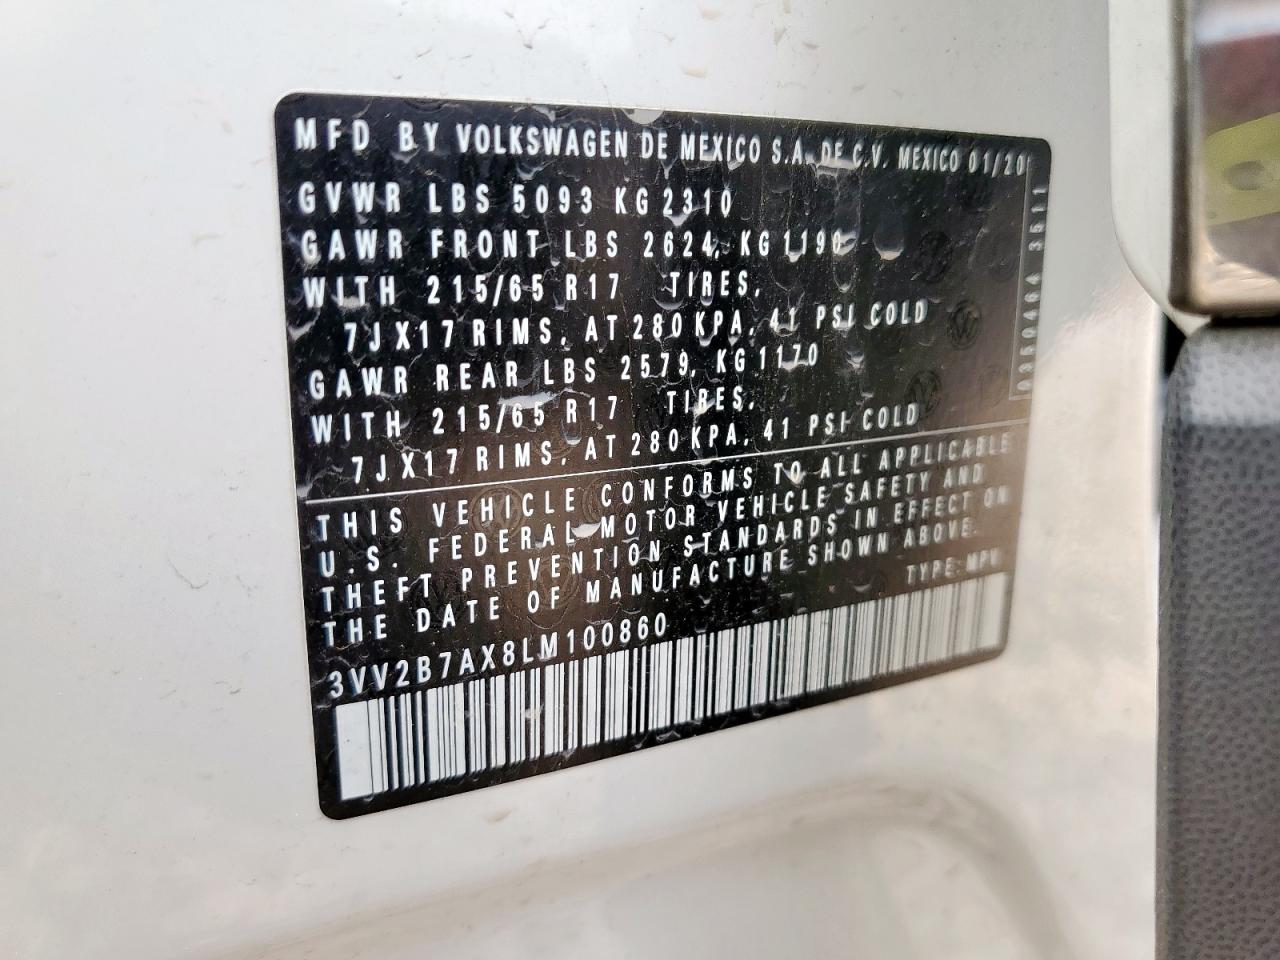 MFD BY VOLKSWAGEN DE MEXICO S.A. DE C.V. MEXICO 01/20
GVWR LBS 5093 KG 2310
GAWR FRONT LBS 2624, KG 1190
WITH 215/65 R17 TIRES,
7JX17 RIMS, AT 280 KPA, 41 PSI COLD
GAWR REAR LBS 2579, KG 1170
WITH 215/65 R17 TIRES,
7JX17 RIMS, AT 280 KPA, 41 PSI COLD
THIS VEHICLE CONFORMS TO ALL APPLICABLE
U.S. FEDERAL MOTOR VEHICLE SAFETY AND
THEFT PREVENTION STANDARDS IN EFFECT ON
THE DATE OF MANUFACTURE SHOWN ABOVE.
TYPE: MPV
3VV2B7AX8LM100860
0350404 3511